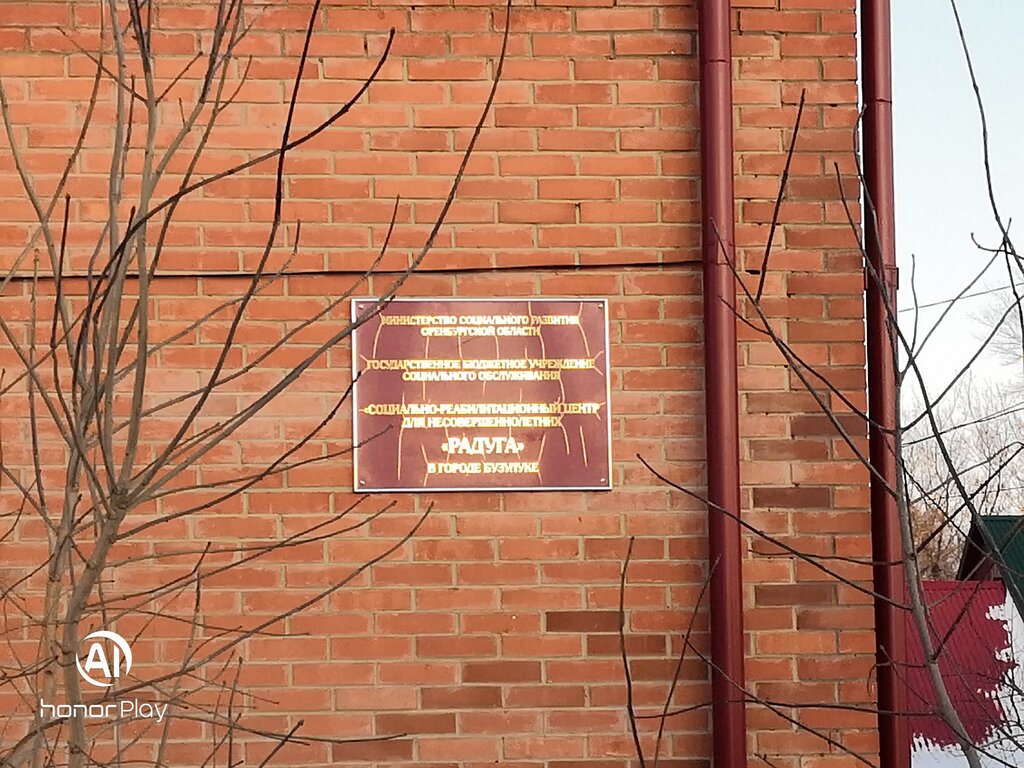 МИНИСТЕРСТВО СОЦИАЛЬНОГО РАЗВИТИЯ
ОРЕНБУРГСКОЙ ОБЛАСТИ
ГОСУДАРСТВЕННОЕ БЮДЖЕТНОЕ УЧРЕЖДЕНИЕ
СОЦИАЛЬНОГО ОБСЛУЖИВАНИЯ
«СОЦИАЛЬНО-РЕАБИЛИТАЦИОННЫЙ ЦЕНТР
ДЛЯ НЕСОВЕРШЕННОЛЕТНИХ
«РАДУГА»
В ГОРОДЕ БУЗУЛУКЕ
AI
honor Play